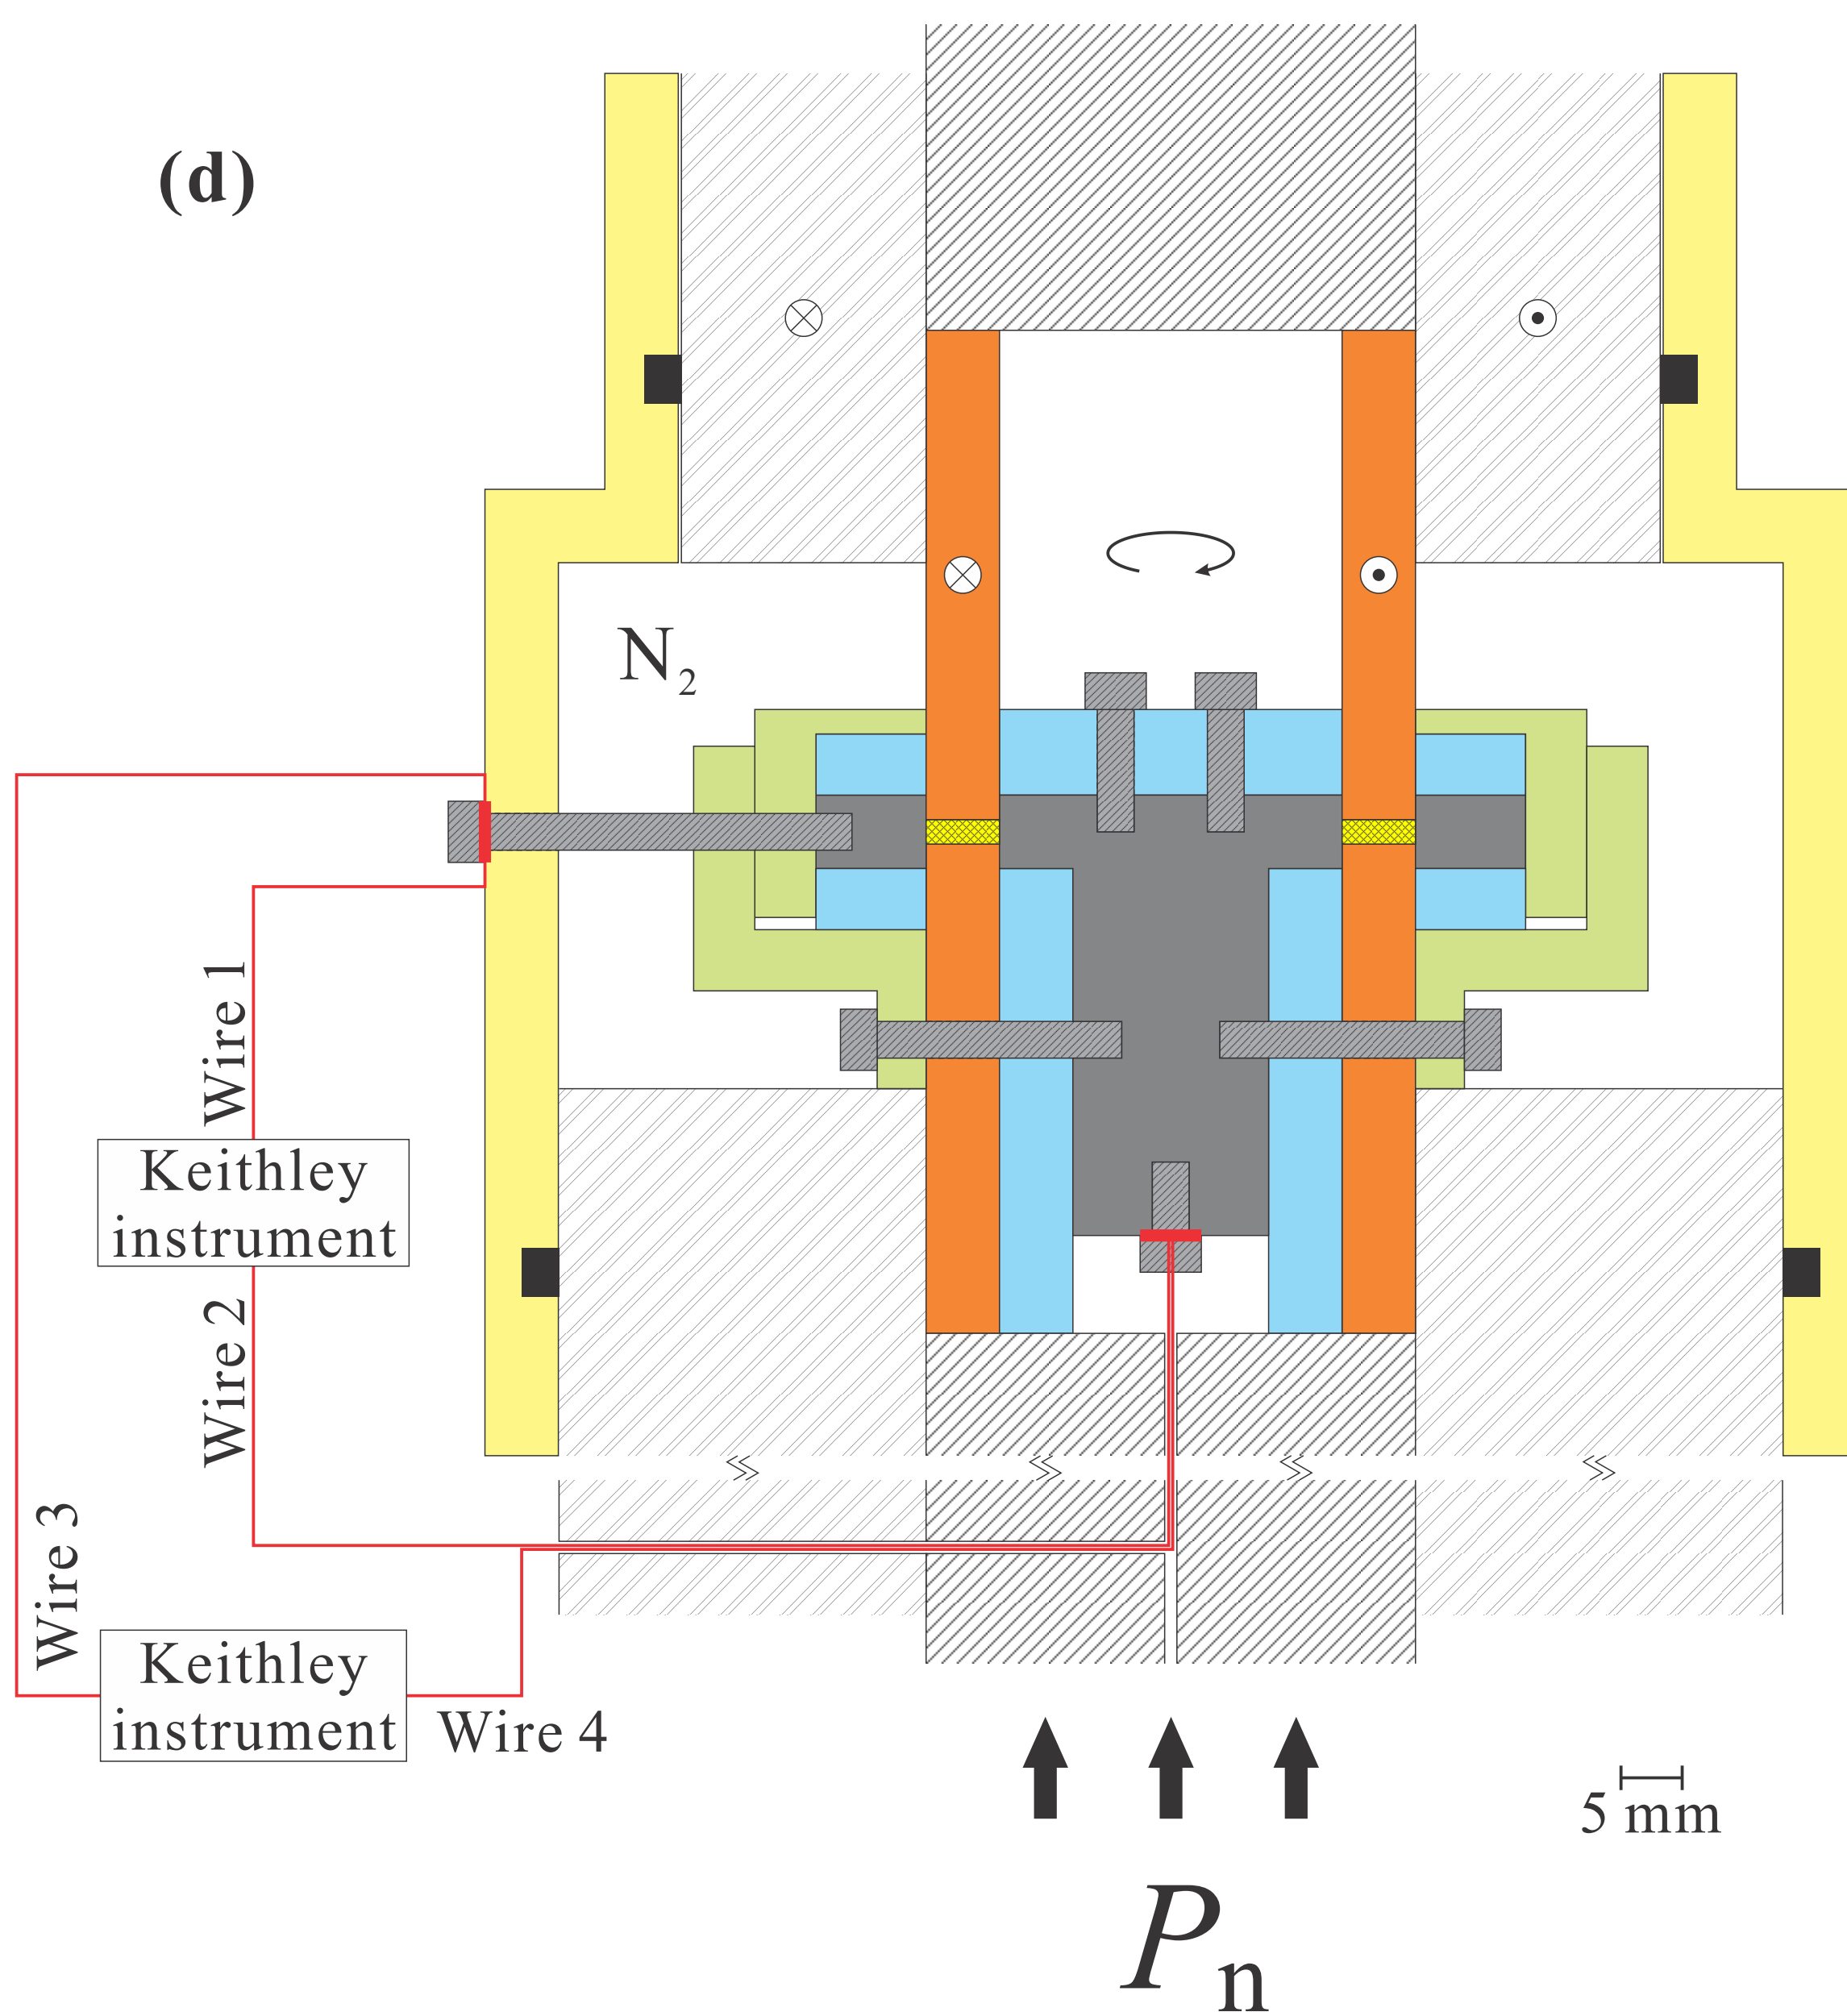 (d)
N₂
Wire 1
Keithley
instrument
Wire 2
Wire 3
Keithley
instrument
Wire 4
5 mm
Pₙ